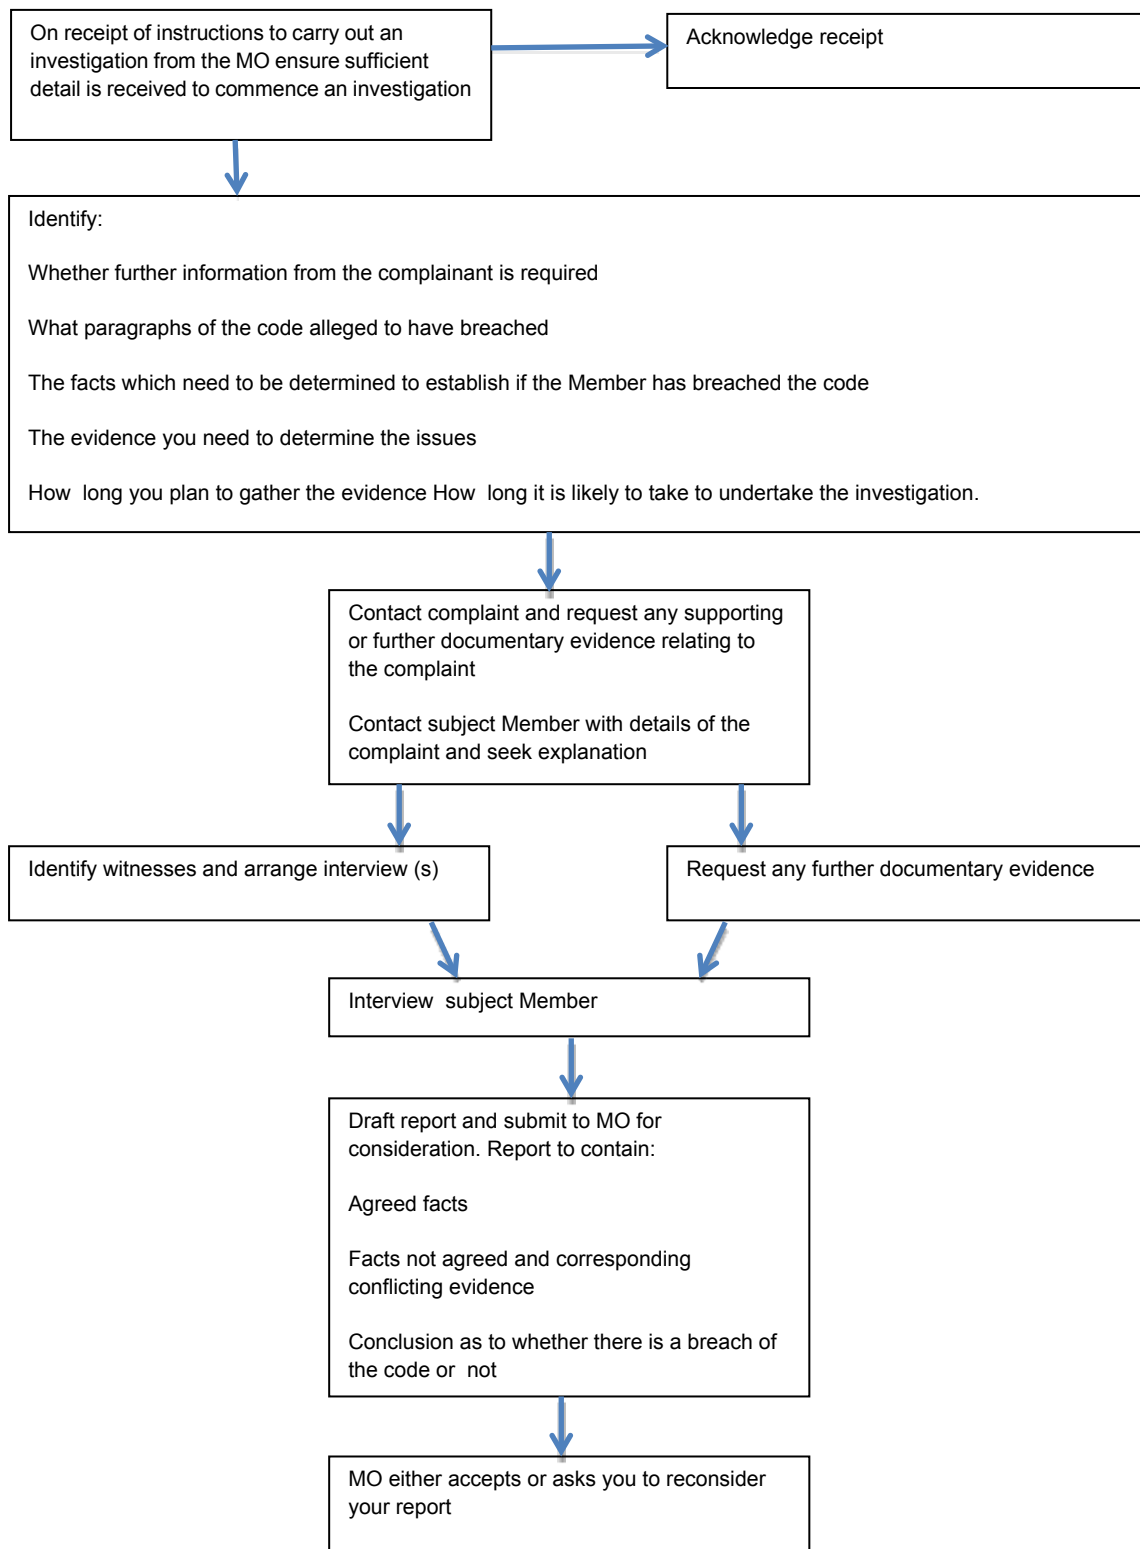 On receipt of instructions to carry out an
investigation from the MO ensure sufficient
detail is received to commence an investigation
Acknowledge receipt
Identify:
Whether further information from the complainant is required
What paragraphs of the code alleged to have breached
The facts which need to be determined to establish if the Member has breached the code
The evidence you need to determine the issues
How  long you plan to gather the evidence How  long it is likely to take to undertake the investigation.
Contact complaint and request any supporting
or further documentary evidence relating to
the complaint
Contact subject Member with details of the
complaint and seek explanation
Identify witnesses and arrange interview (s)
Request any further documentary evidence
Interview  subject Member
Draft report and submit to MO for
consideration. Report to contain:
Agreed facts
Facts not agreed and corresponding
conflicting evidence
Conclusion as to whether there is a breach of
the code or  not
MO either accepts or asks you to reconsider
your report